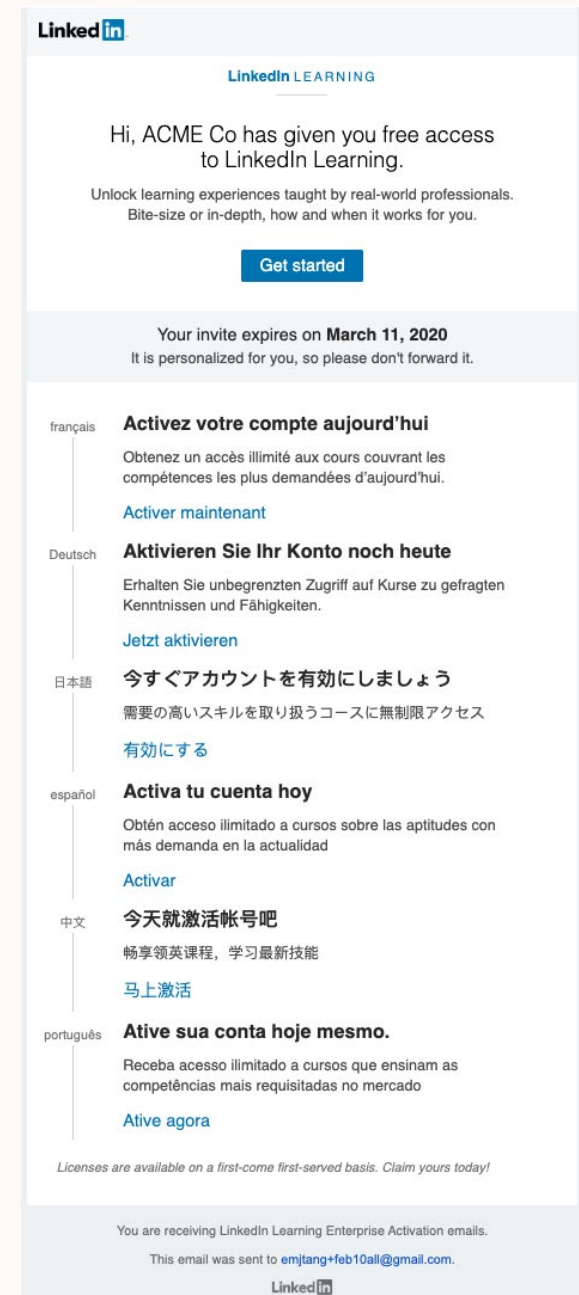 LinkedIn
LinkedIn LEARNING
Hi, ACME Co has given you free access
to LinkedIn Learning.
Unlock learning experiences taught by real-world professionals.
Bite-size or in-depth, how and when it works for you.
Get started
Your invite expires on March 11, 2020
It is personalized for you, so please don't forward it.
français
Activez votre compte aujourd’hui
Obtenez un accès illimité aux cours couvrant les
compétences les plus demandées d’aujourd’hui.
Activer maintenant
Deutsch
Aktivieren Sie Ihr Konto noch heute
Erhalten Sie unbegrenzten Zugriff auf Kurse zu gefragten
Kenntnissen und Fähigkeiten.
Jetzt aktivieren
日本語
今すぐアカウントを有効にしましょう
需要の高いスキルを取り扱うコースに無制限アクセス
有効にする
español
Activa tu cuenta hoy
Obtén acceso ilimitado a cursos sobre las aptitudes con
más demanda en la actualidad
Activar
中文
今天就激活帐号吧
畅享领英课程，学习最新技能
马上激活
português
Ative sua conta hoje mesmo.
Receba acesso ilimitado a cursos que ensinam as
competências mais requisitadas no mercado
Ative agora
Licenses are available on a first-come first-served basis. Claim yours today!
You are receiving LinkedIn Learning Enterprise Activation emails.
This email was sent to emjtang+feb10all@gmail.com.
LinkedIn